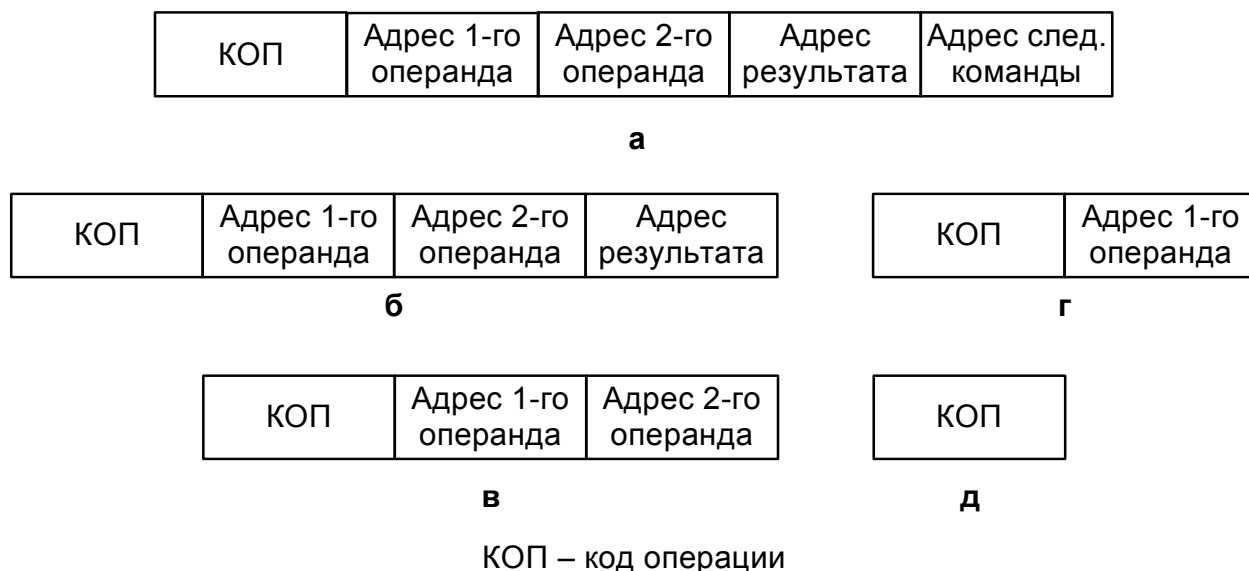 КОП
Адрес 1-го
операнда
Адрес 2-го
операнда
Адрес
результата
Адрес след.
команды
а
КОП
Адрес 1-го
операнда
Адрес 2-го
операнда
Адрес
результата
б
КОП
Адрес 1-го
операнда
г
КОП
Адрес 1-го
операнда
Адрес 2-го
операнда
в
КОП
д
КОП – код операции